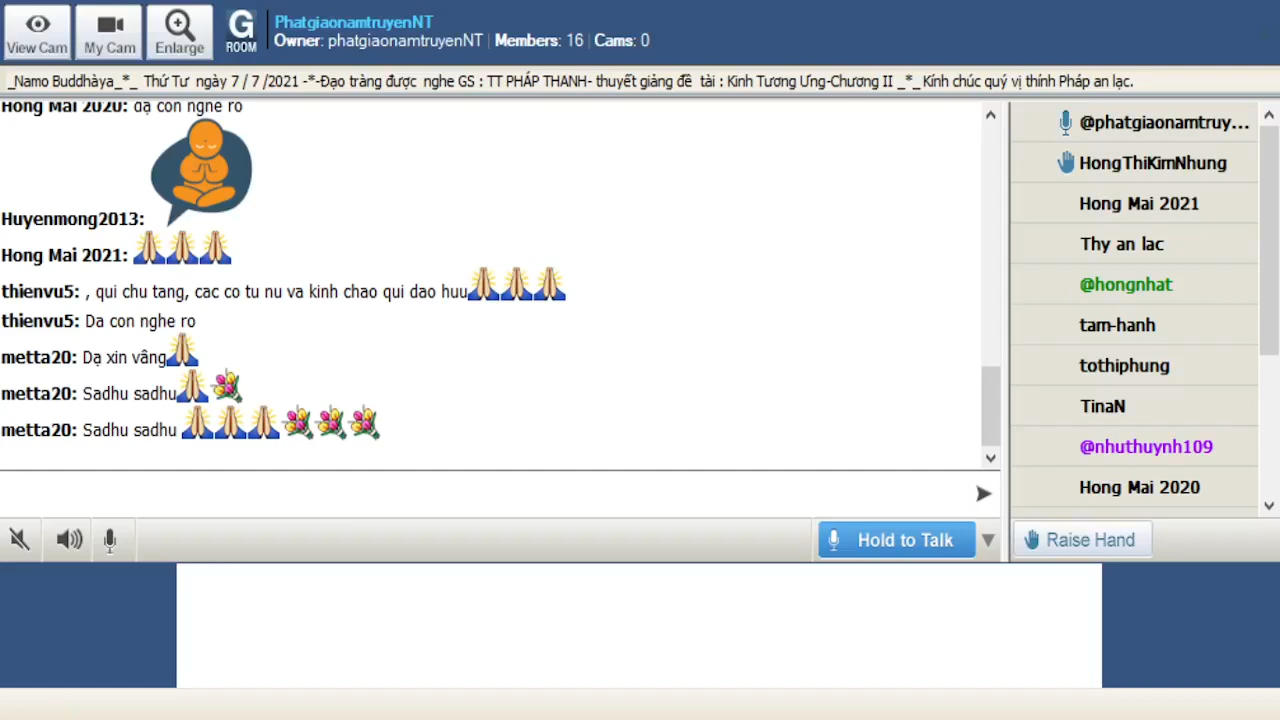 View Cam
My Cam
Enlarge
G
ROOM
PhatgiaonamtruyenNT
Owner: phatgiaonamtruyenNT | Members: 16 | Cams: 0
_Namo Buddhàya_*_ Thứ Tư ngày 7 / 7 /2021 -*-Đạo tràng được nghe GS : TT PHÁP THANH- thuyết giảng đề tài : Kinh Tương Ưng-Chương II _*_Kính chúc quý vị thính Pháp an lạc.
Hong Mai 2020: dạ con nghe ro
Huyenmong2013:
Hong Mai 2021:
thienvu5: , qui chu tang, cac co tu nu va kinh chao qui dao huu
thienvu5: Da con nghe ro
metta20: Dạ xin vâng
metta20: Sadhu sadhu
metta20: Sadhu sadhu
@phatgiaonamtruy...
HongThiKimNhung
Hong Mai 2021
Thy an lac
@hongnhat
tam-hanh
tothiphung
TinaN
@nhuthuynh109
Hong Mai 2020
Hold to Talk
Raise Hand